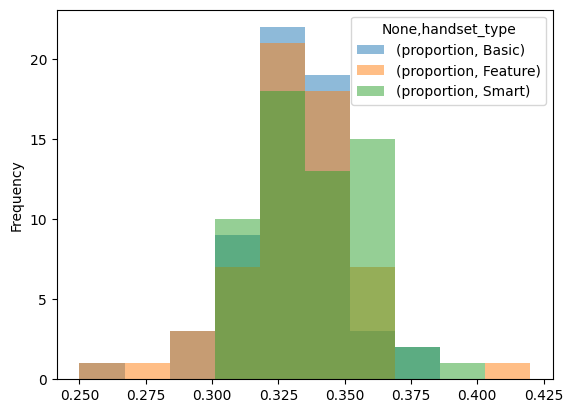 None,handset_type
(proportion, Basic)
(proportion, Feature)
(proportion, Smart)
Frequency
20
15
10
5
0
0.250 0.275 0.300 0.325 0.350 0.375 0.400 0.425